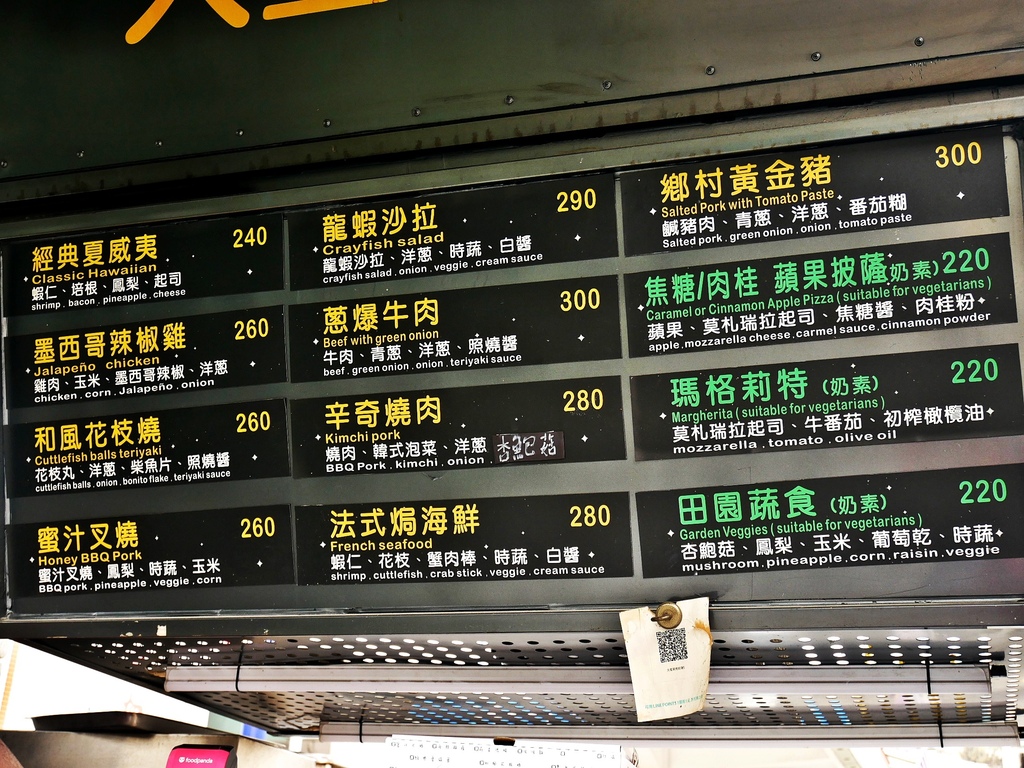 經典夏威夷 240
Classic Hawaiian
蝦仁、培根、鳳梨、起司
shrimp . bacon . pineapple . cheese
墨西哥辣椒雞 260
Jalapeño chicken
雞肉、玉米、墨西哥辣椒、洋蔥
chicken . corn . Jalapeño . onion
和風花枝燒 260
Cuttlefish balls teriyaki
花枝丸、洋蔥、柴魚片、照燒醬
cuttlefish balls . onion . bonito flake . teriyaki sauce
蜜汁叉燒 260
Honey BBQ Pork
蜜汁叉燒、鳳梨、時蔬、玉米
BBQ pork . pineapple . veggie . corn
龍蝦沙拉 290
Crayfish salad
龍蝦沙拉、洋蔥、時蔬、白醬
crayfish salad . onion . veggie . cream sauce
蔥爆牛肉 300
Beef with green onion
牛肉、青蔥、洋蔥、照燒醬
beef . green onion . onion . teriyaki sauce
辛奇燒肉 280
Kimchi pork
燒肉、韓式泡菜、洋蔥 杏鮑菇
BBQ Pork . kimchi . onion
法式焗海鮮 280
French seafood
蝦仁、花枝、蟹肉棒、時蔬、白醬
shrimp . cuttlefish . crab stick . veggie . cream sauce
鄉村黃金豬 300
Salted Pork with Tomato Paste
鹹豬肉、青蔥、洋蔥、番茄糊
Salted pork . green onion . onion . tomato paste
焦糖/肉桂 蘋果披薩(奶素) 220
Caramel or Cinnamon Apple Pizza ( suitable for vegetarians )
蘋果、莫札瑞拉起司、焦糖醬、肉桂粉
apple . mozzarella cheese . carmel sauce . cinnamon powder
瑪格莉特 (奶素) 220
Margherita ( suitable for vegetarians )
莫札瑞拉起司、牛番茄、初榨橄欖油
mozzarella . tomato . olive oil
田園蔬食 (奶素) 220
Garden Veggies ( suitable for vegetarians )
杏鮑菇、鳳梨、玉米、葡萄乾、時蔬
mushroom . pineapple . corn . raisin . veggie
foodpanda